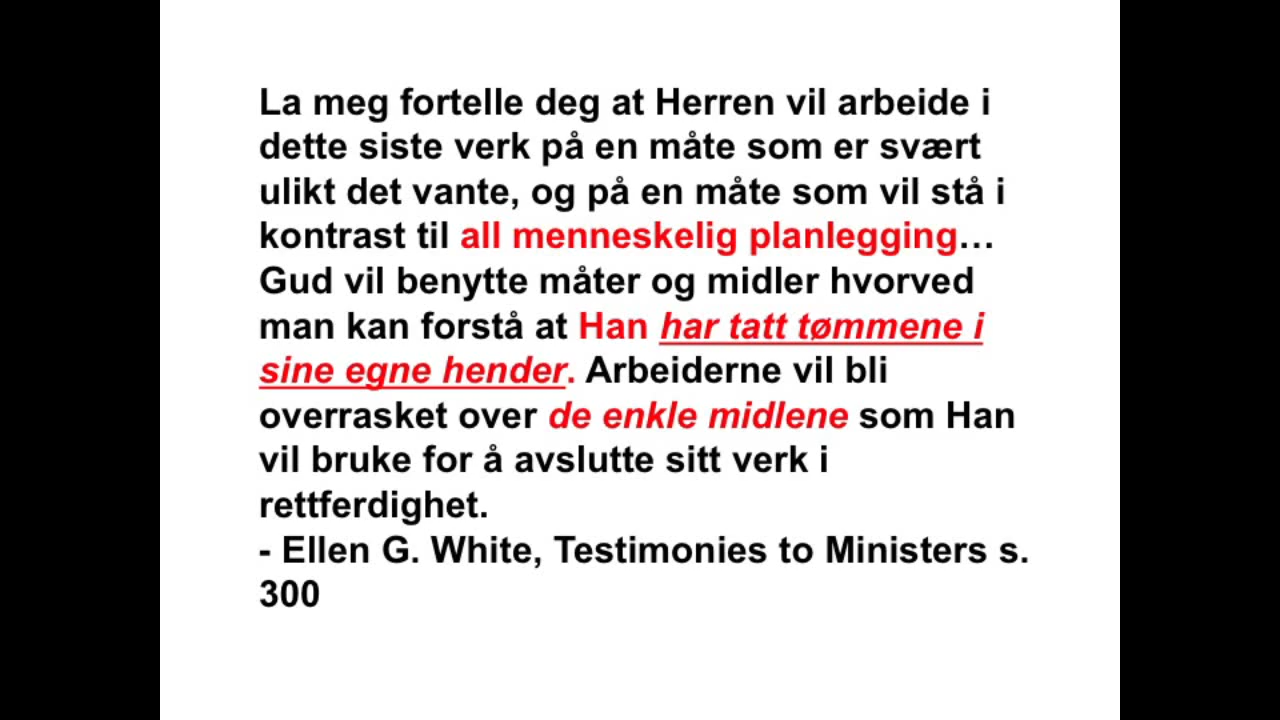 La meg fortelle deg at Herren vil arbeide i
dette siste verk på en måte som er svært
ulikt det vante, og på en måte som vil stå i
kontrast til all menneskelig planlegging…
Gud vil benytte måter og midler hvorved
man kan forstå at Han har tatt tømmene i
sine egne hender. Arbeiderne vil bli
overrasket over de enkle midlene som Han
vil bruke for å avslutte sitt verk i
rettferdighet.
- Ellen G. White, Testimonies to Ministers s.
300